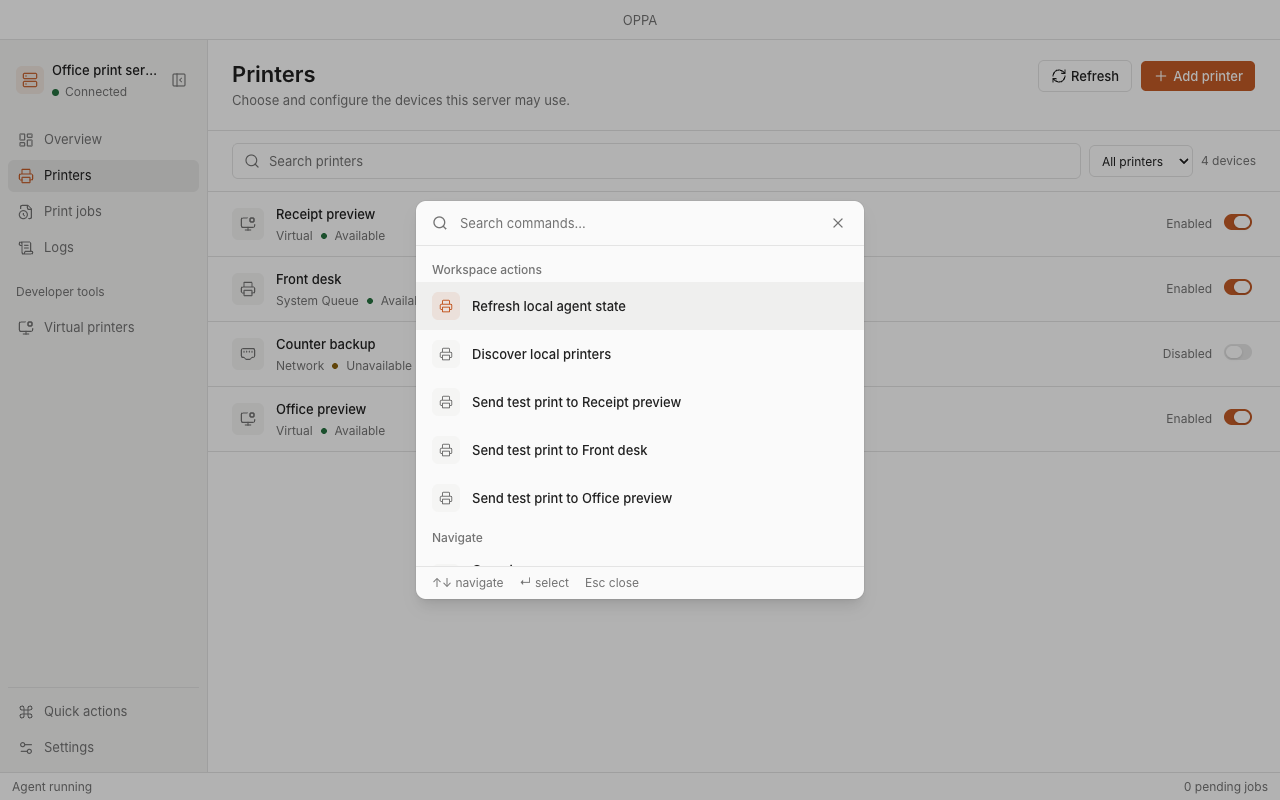 OPPA
Office print ser...
Connected
Overview
Printers
Print jobs
Logs
Developer tools
Virtual printers
Quick actions
Settings
Printers
Choose and configure the devices this server may use.
Refresh
Add printer
Search printers
All printers
4 devices
Receipt preview
Virtual
Available
Enabled
Front desk
System Queue
Enabled
Counter backup
Network
Unavailable
Disabled
Office preview
Virtual
Available
Enabled
Search commands...
Workspace actions
Refresh local agent state
Discover local printers
Send test print to Receipt preview
Send test print to Front desk
Send test print to Office preview
Navigate
↑↓ navigate
↵ select
Esc close
Agent running
0 pending jobs